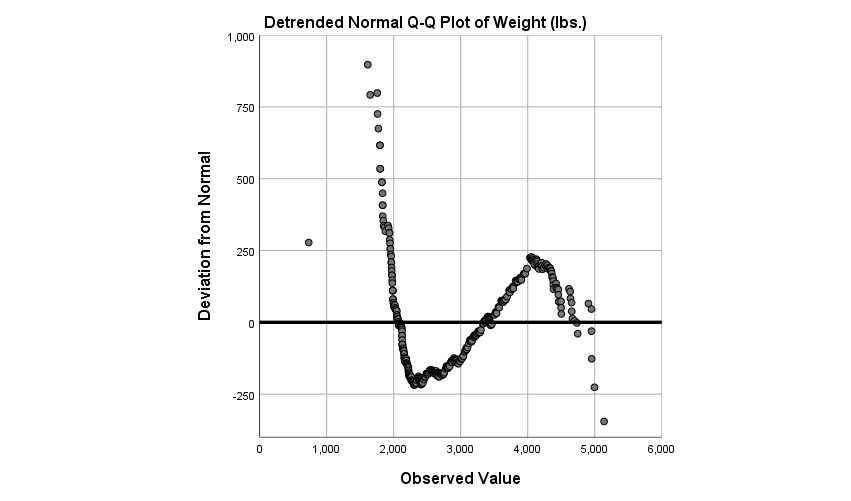 Detrended Normal Q-Q Plot of Weight (lbs.)
1,000
750
500
250
0
-250
Deviation from Normal
0 1,000 2,000 3,000 4,000 5,000 6,000
Observed Value